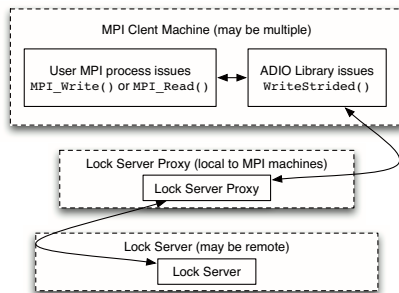 MPI Clent Machine (may be multiple)
User MPI process issues
MPI_Write() or MPI_Read()
ADIO Library issues
WriteStrided()
Lock Server Proxy (local to MPI machines)
Lock Server Proxy
Lock Server (may be remote)
Lock Server